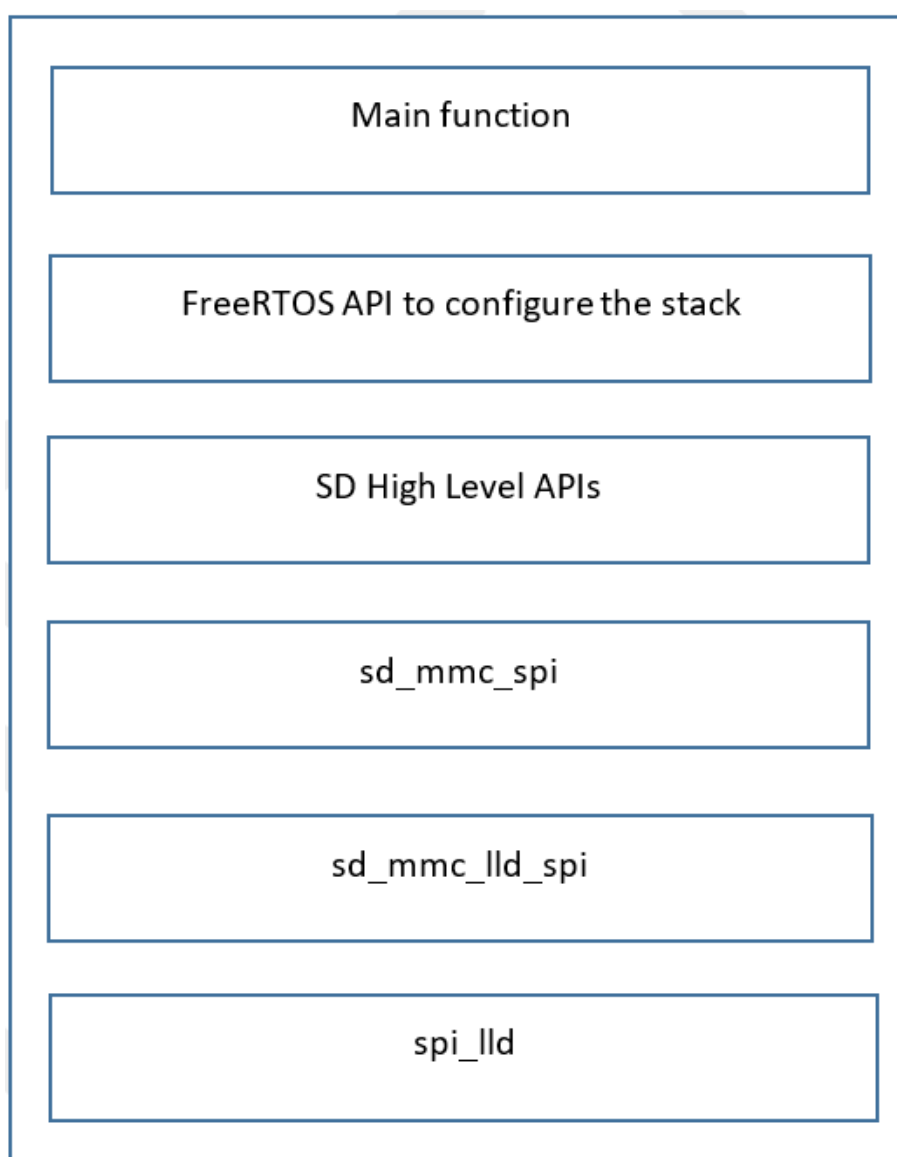 Main function
FreeRTOS API to configure the stack
SD High Level APIs
sd_mmc_spi
sd_mmc_lld_spi
spi_lld